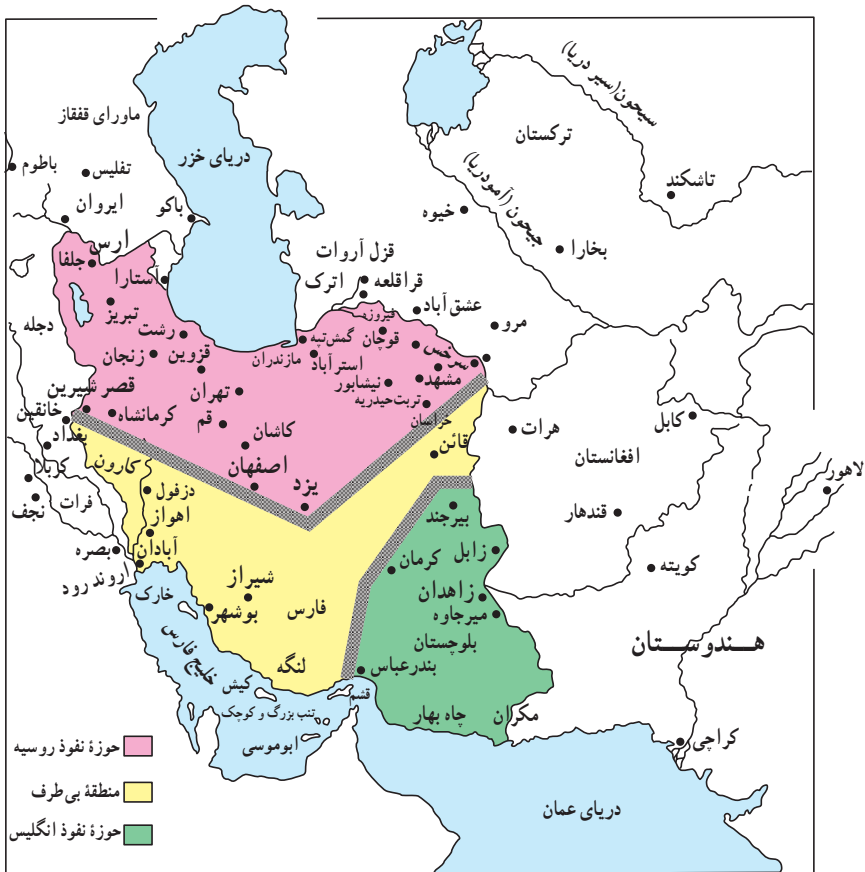 سیحون(سیر دریا)
ماورای قفقاز
ترکستان
دریای خزر
باطوم
تفلیس
جیحون (آمودریا)
تاشکند
ایروان
باکو
خیوه
بخارا
ارس
جلفا
قزل آروات
آستارا
اترک
قراقلعه
عشق آباد
تبریز
فیروزه
مرو
دجله
رشت
گمش‌تپه
قوچان
سرخس
زنجان
قزوین
مازندران
استرآباد
مشهد
نیشابور
قصر شیرین
تهران
تربت‌حیدریه
خانقین
کرمانشاه
قم
خراسان
کابل
بغداد
کاشان
قائن
هرات
افغانستان
کربلا
کارون
اصفهان
لاهور
دزفول
یزد
نجف
فرات
اهواز
بیرجند
قندهار
بصره
آبادان
زابل
کرمان
کویته
اروند رود
شیراز
خارک
بوشهر
فارس
زاهدان
میرجاوه
خلیج فارس
بلوچستان
هندوستان
لنگه
بندرعباس
کیش
قشم
تنب بزرگ و کوچک
چاه بهار
مکران
ابوموسی
کراچی
حوزهٔ نفوذ روسیه
منطقهٔ بی‌طرف
دریای عمان
حوزهٔ نفوذ انگلیس